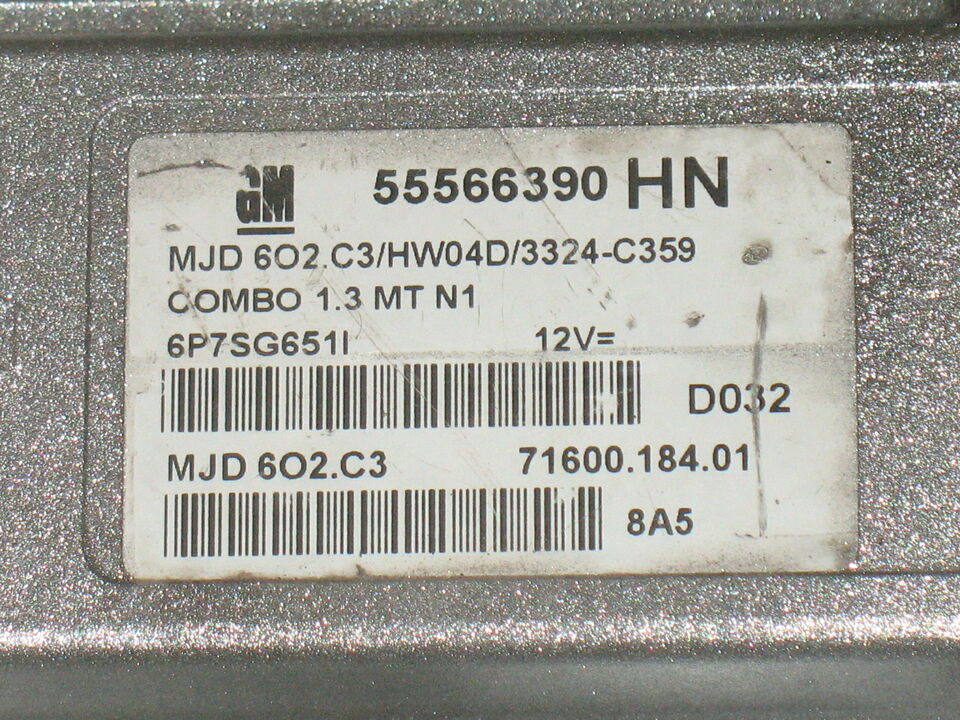 GM 55566390 HN
MJD 6O2.C3/HW04D/3324-C359
COMBO 1.3 MT N1
6P7SG651I 12V=
D032
MJD 6O2.C3 71600.184.01
8A5